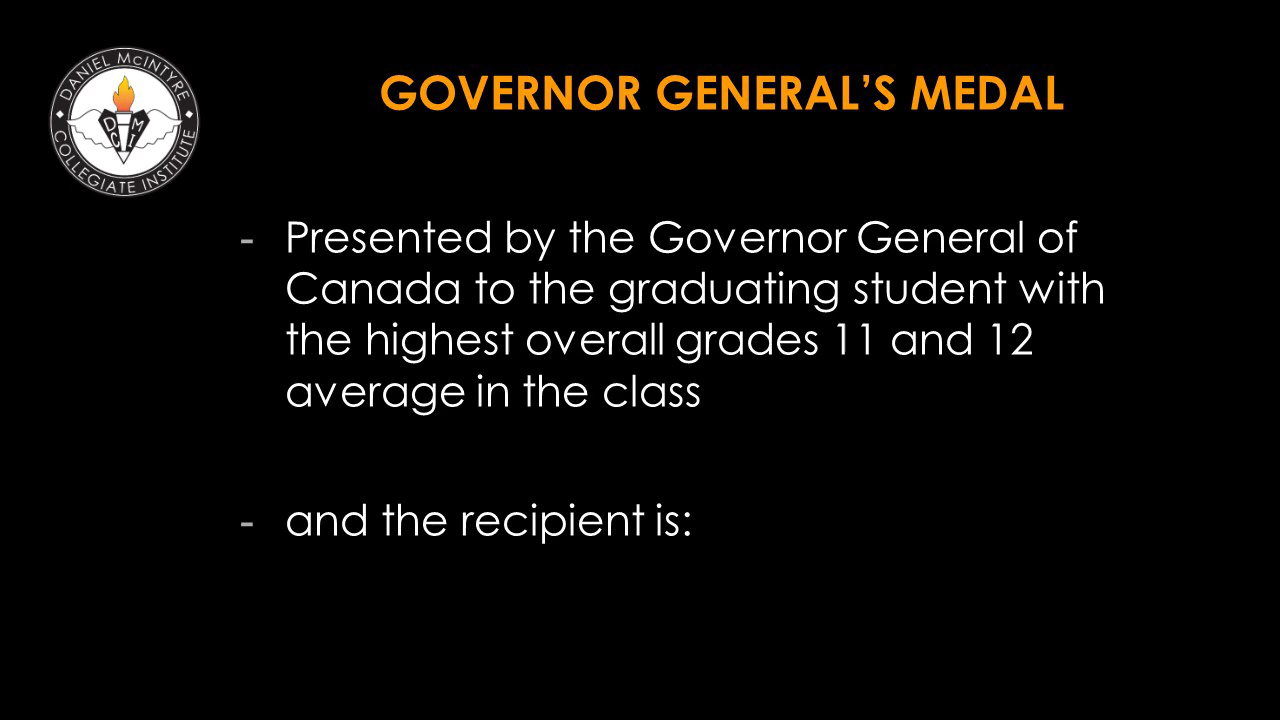 DANIEL McINTYRE
COLLEGIATE INSTITUTE
D M
C I
GOVERNOR GENERAL’S MEDAL
- Presented by the Governor General of
Canada to the graduating student with
the highest overall grades 11 and 12
average in the class
- and the recipient is: